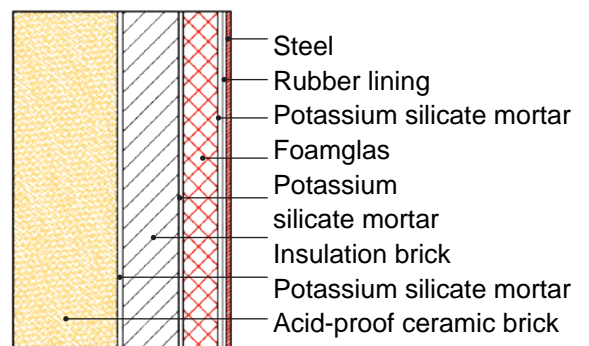 Steel
Rubber lining
Potassium silicate mortar
Foamglas
Potassium
silicate mortar
Insulation brick
Potassium silicate mortar
Acid-proof ceramic brick